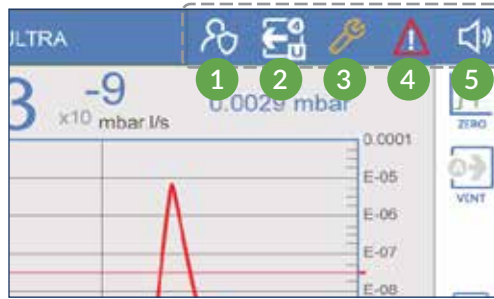 ULTRA
1 2 3 4 5
3 -9
x10 mbar l/s
0.0029 mbar
ZERO
0.0001
E-05
VENT
E-06
E-07
E-08